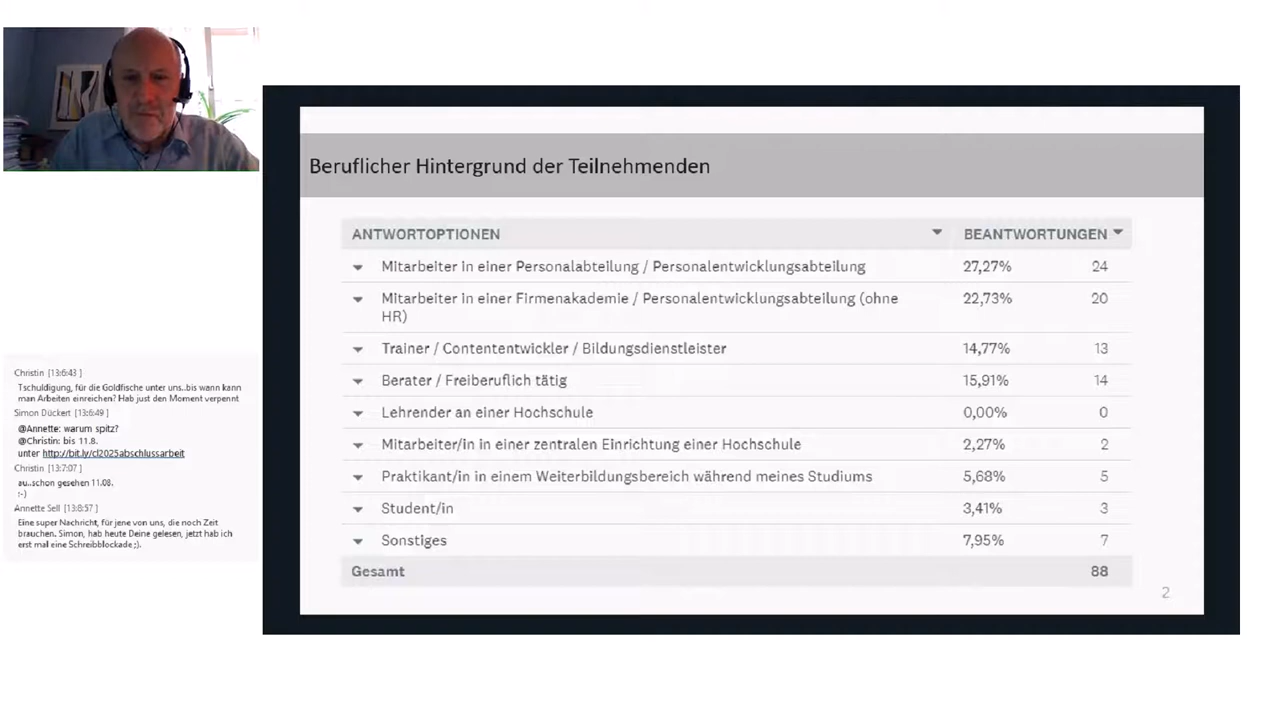 Beruflicher Hintergrund der Teilnehmenden
ANTWORTOPTIONEN BEANTWORTUNGEN
Mitarbeiter in einer Personalabteilung / Personalentwicklungsabteilung 27,27% 24
Mitarbeiter in einer Firmenakademie / Personalentwicklungsabteilung (ohne 22,73% 20
HR)
Trainer / Contententwickler / Bildungsdienstleister 14,77% 13
Berater / Freiberuflich tätig 15,91% 14
Lehrender an einer Hochschule 0,00% 0
Mitarbeiter/in in einer zentralen Einrichtung einer Hochschule 2,27% 2
Praktikant/in in einem Weiterbildungsbereich während meines Studiums 5,68% 5
Student/in 3,41% 3
Sonstiges 7,95% 7
Gesamt 88
2
Christin [13:6:43 ]
Tschuldigung, für die Goldfische unter uns..bis wann kann
man Arbeiten einreichen? Hab just den Moment verpennt
Simon Dückert [13:6:49 ]
@Annette: warum spitz?
@Christin: bis 11.8.
unter http://bit.ly/cl2025abschlussarbeit
Christin [13:7:07 ]
au..schon gesehen 11.08.
:-)
Annette Sell [13:8:57 ]
Eine super Nachricht, für jene von uns, die noch Zeit
brauchen. Simon, hab heute Deine gelesen, jetzt hab ich
erst mal eine Schreibblockade ;).